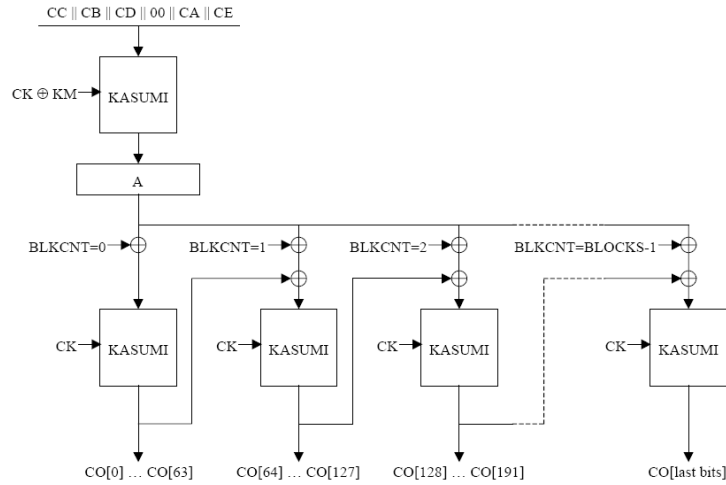 CC || CB || CD || 00 || CA || CE
CK ⊕ KM
KASUMI
A
BLKCNT=0
BLKCNT=1
BLKCNT=2
BLKCNT=BLOCKS-1
CK
KASUMI
CK
KASUMI
CK
KASUMI
CK
KASUMI
CO[0] ... CO[63]
CO[64] ... CO[127]
CO[128] ... CO[191]
CO[last bits]